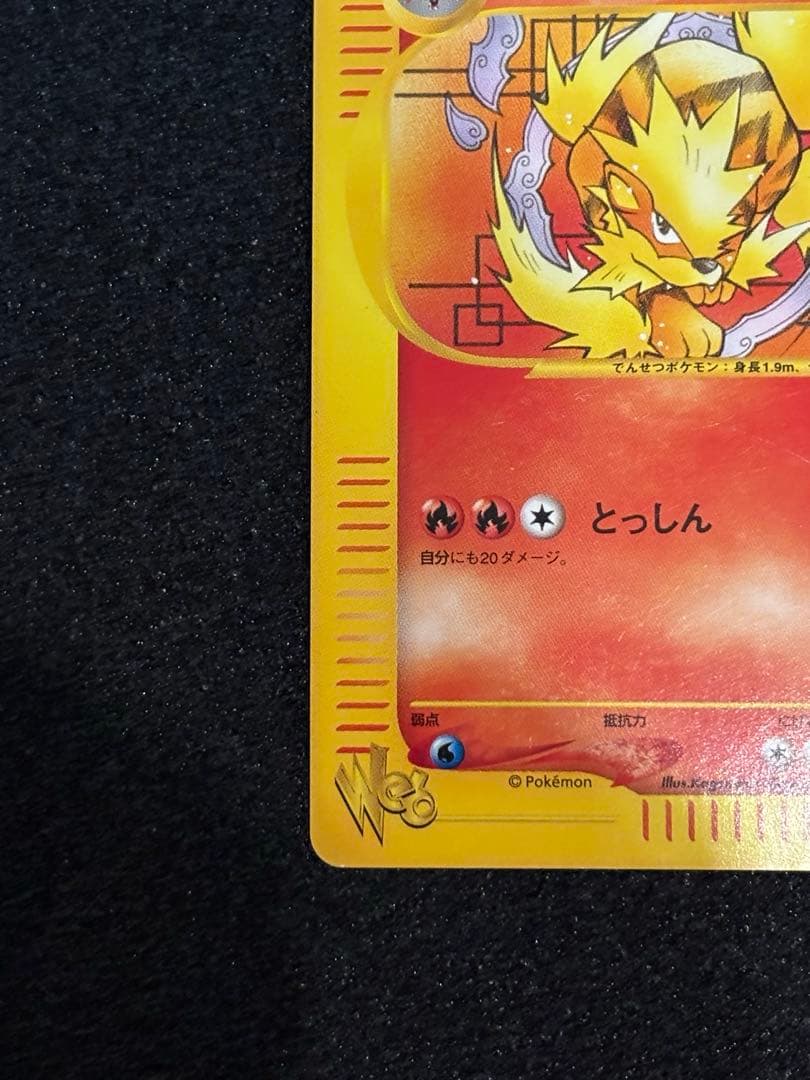 でんせつポケモン：身長1.9m、
とっしん
自分にも20ダメージ。
弱点
抵抗力
© Pokémon
Illus.
Web